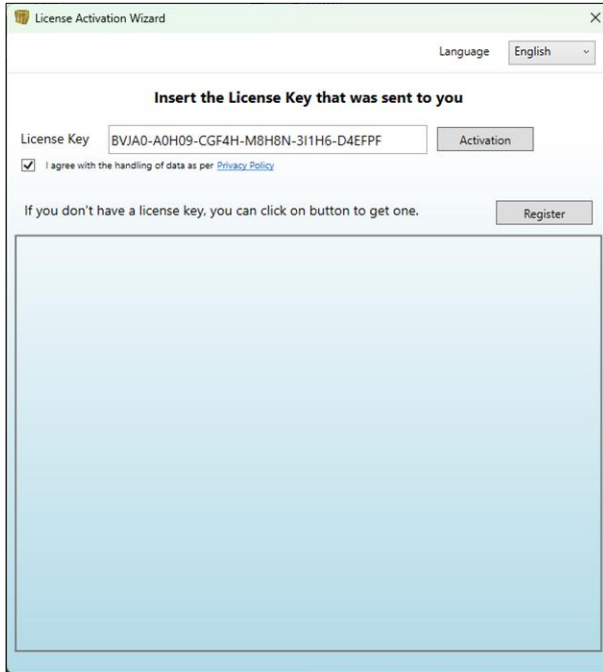 License Activation Wizard
Language English
Insert the License Key that was sent to you
License Key BVJA0-A0H09-CGF4H-M8H8N-3I1H6-D4EFPF Activation
I agree with the handling of data as per Privacy Policy
If you don't have a license key, you can click on button to get one. Register